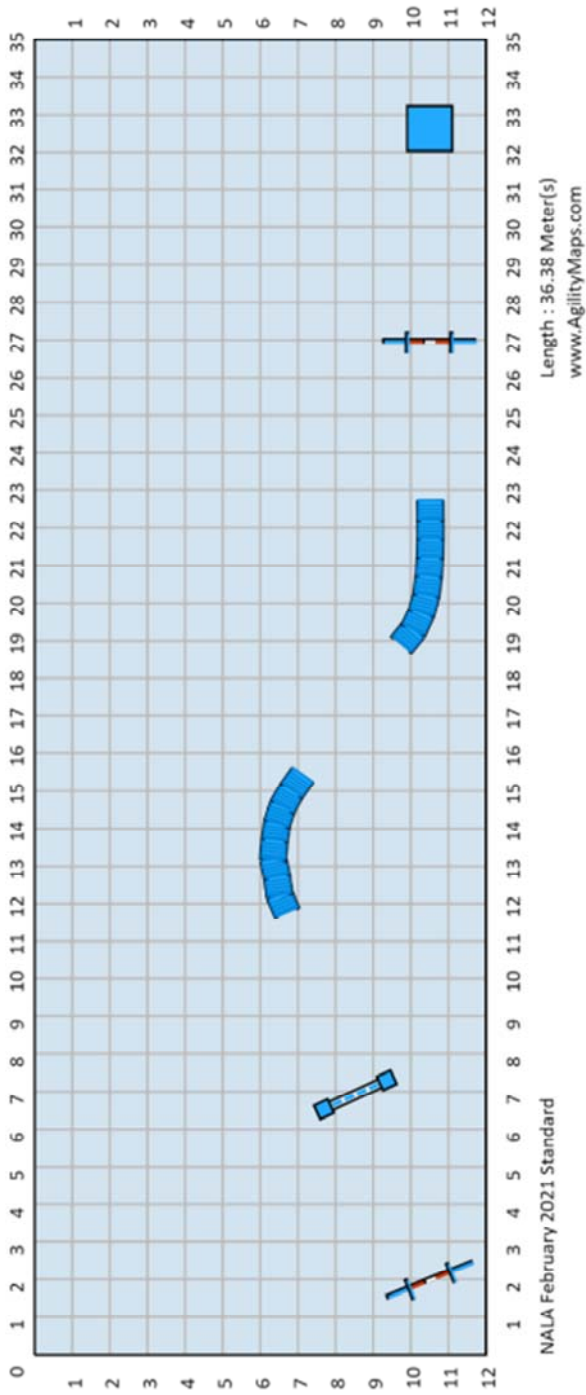 0 1 2 3 4 5 6 7 8 9 10 11 12 13 14 15 16 17 18 19 20 21 22 23 24 25 26 27 28 29 30 31 32 33 34 35
1 1
2 2
3 3
4 4
5 5
6 6
7 7
8 8
9 9
10 10
11 11
12 12
1 2 3 4 5 6 7 8 9 10 11 12 13 14 15 16 17 18 19 20 21 22 23 24 25 26 27 28 29 30 31 32 33 34 35
NALA February 2021 Standard
Length : 36.38 Meter(s)
www.AgilityMaps.com